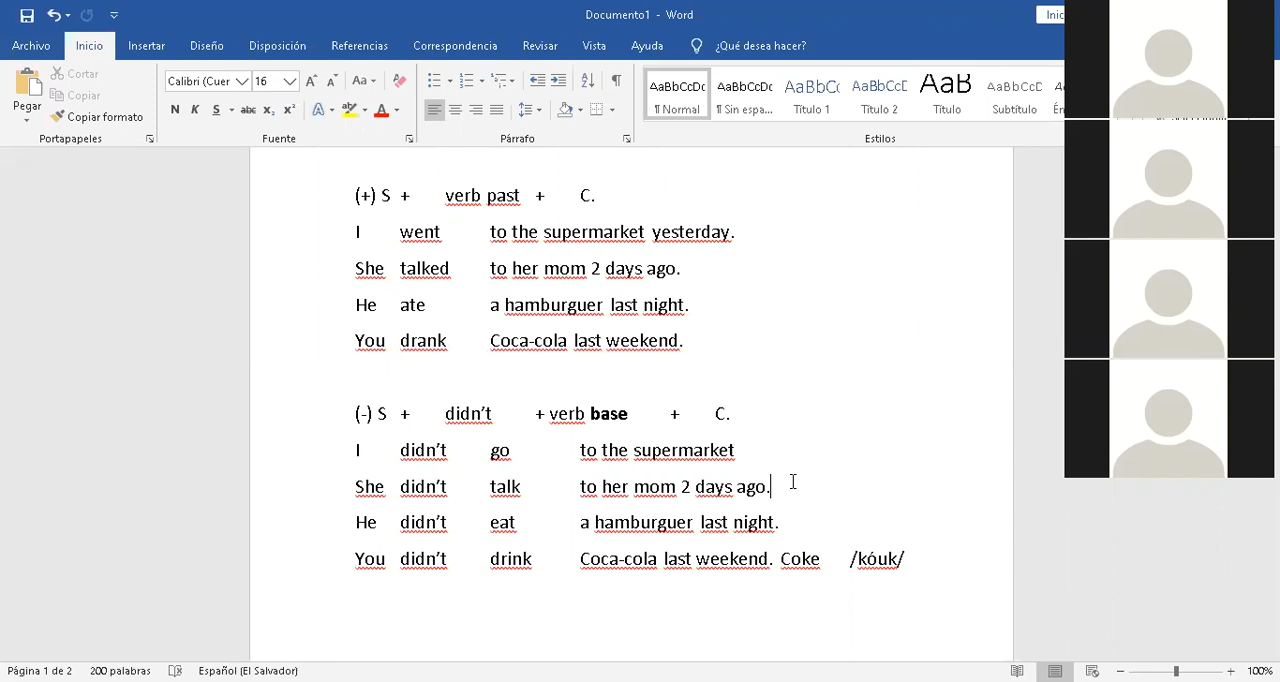 Documento1 - Word
Inic
Archivo Inicio Insertar Diseño Disposición Referencias Correspondencia Revisar Vista Ayuda ¿Qué desea hacer?
Pegar
Cortar
Copiar
Copiar formato
Portapapeles
Calibri (Cuer 16
Aa
N K S abc x₂ x² A A
Fuente
Párrafo
AaBbCcDc AaBbCcDc AaBbCc AaBbCcD AaB AaBbCcD
¶ Normal ¶ Sin espa... Título 1 Título 2 Título Subtítulo
Estilos
(+) S + verb past + C.
I went to the supermarket yesterday.
She talked to her mom 2 days ago.
He ate a hamburguer last night.
You drank Coca-cola last weekend.
(-) S + didn't + verb base + C.
I didn't go to the supermarket
She didn't talk to her mom 2 days ago.
He didn't eat a hamburguer last night.
You didn't drink Coca-cola last weekend. Coke /kóuk/
Página 1 de 2 200 palabras Español (El Salvador) 100%